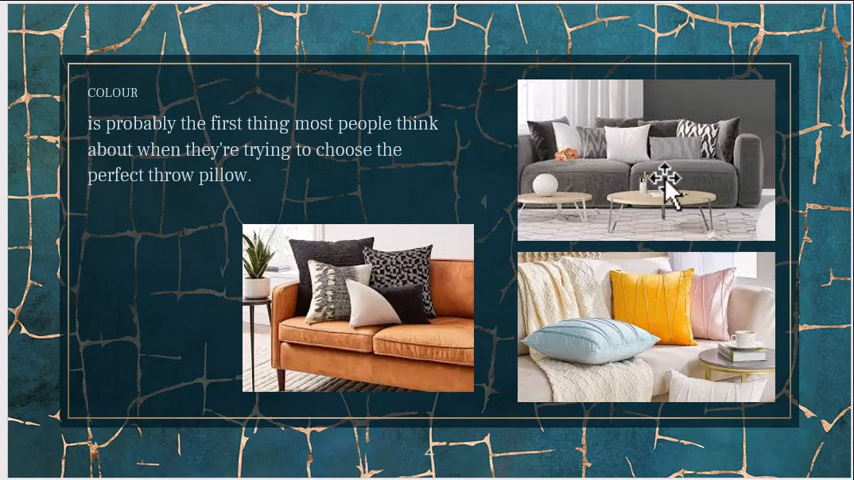 COLOUR
is probably the first thing most people think
about when they're trying to choose the
perfect throw pillow.